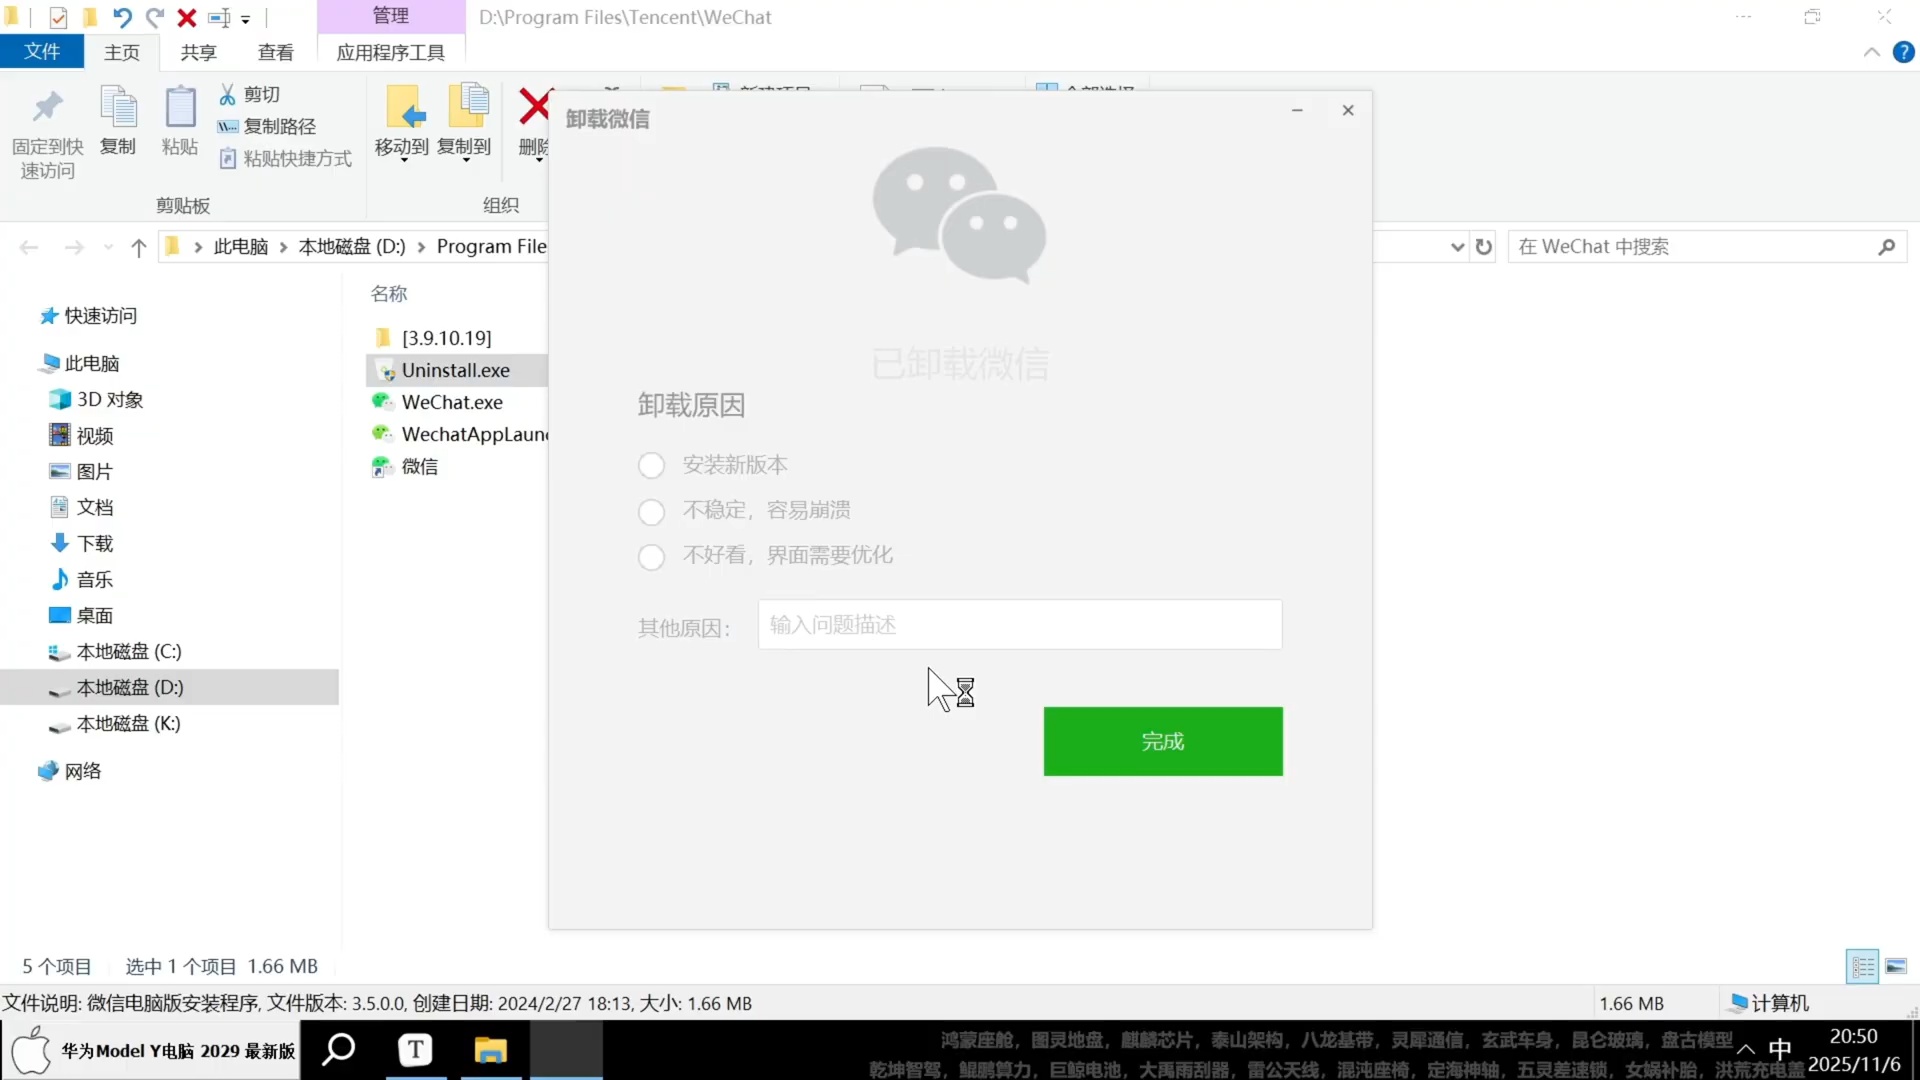 管理
D:\Program Files\Tencent\WeChat
文件
主页
共享
查看
应用程序工具
固定到快
速访问
复制
粘贴
剪切
复制路径
粘贴快捷方式
剪贴板
移动到
复制到
删除
组织
此电脑
本地磁盘 (D:)
Program File
在 WeChat 中搜索
快速访问
此电脑
3D 对象
视频
图片
文档
下载
音乐
桌面
本地磁盘 (C:)
本地磁盘 (D:)
本地磁盘 (K:)
网络
名称
[3.9.10.19]
Uninstall.exe
WeChat.exe
WechatAppLaun
微信
卸载微信
已卸载微信
卸载原因
安装新版本
不稳定，容易崩溃
不好看，界面需要优化
其他原因：
输入问题描述
完成
5 个项目
选中 1 个项目 1.66 MB
文件说明: 微信电脑版安装程序, 文件版本: 3.5.0.0, 创建日期: 2024/2/27 18:13, 大小: 1.66 MB
1.66 MB
计算机
华为Model Y电脑 2029 最新版
T
鸿蒙座舱，图灵地盘，麒麟芯片，泰山架构，八龙基带，灵犀通信，玄武车身，昆仑玻璃，盘古模型
乾坤智驾，鲲鹏算力，巨鲸电池，大禹雨刮器，雷公天线，混沌座椅，定海神轴，五灵差速锁，女娲补胎，洪荒充电盖
中
20:50
2025/11/6